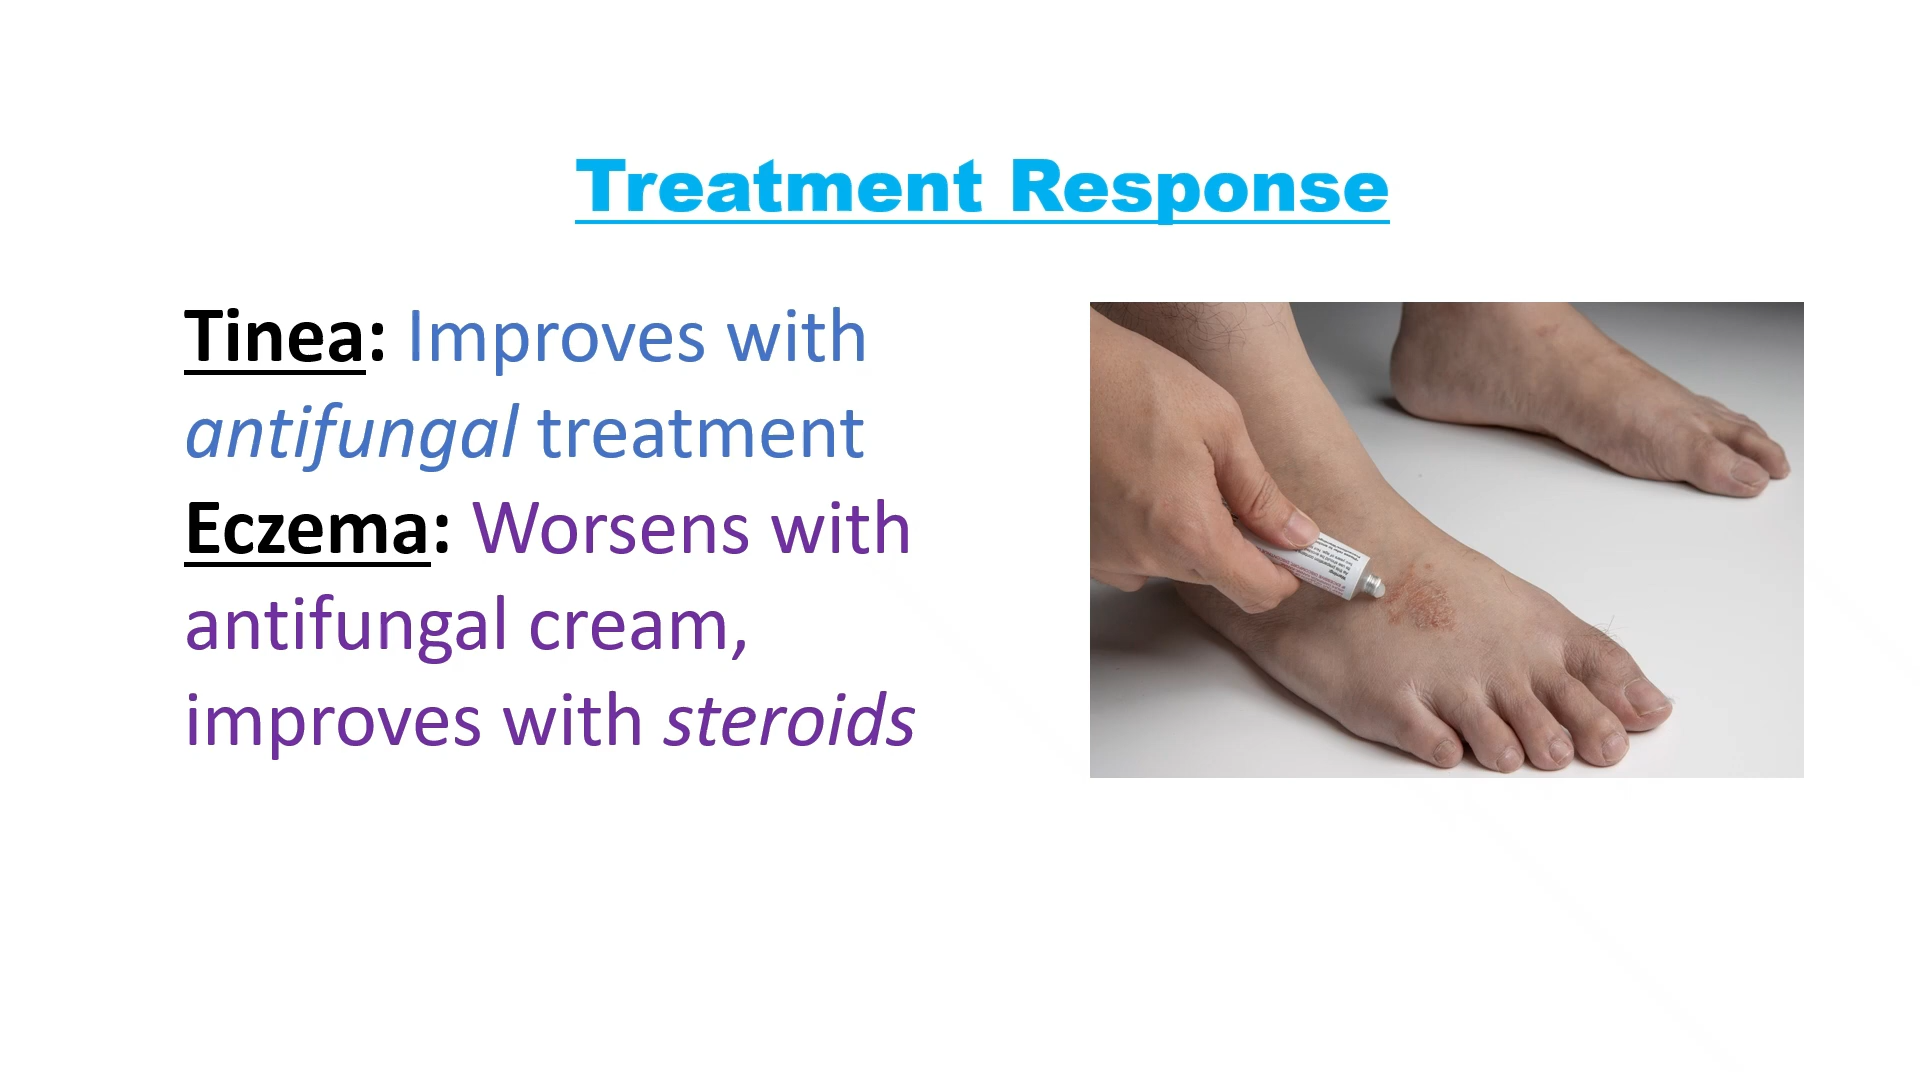 Treatment Response
Tinea: Improves with
antifungal treatment
Eczema: Worsens with
antifungal cream,
improves with steroids